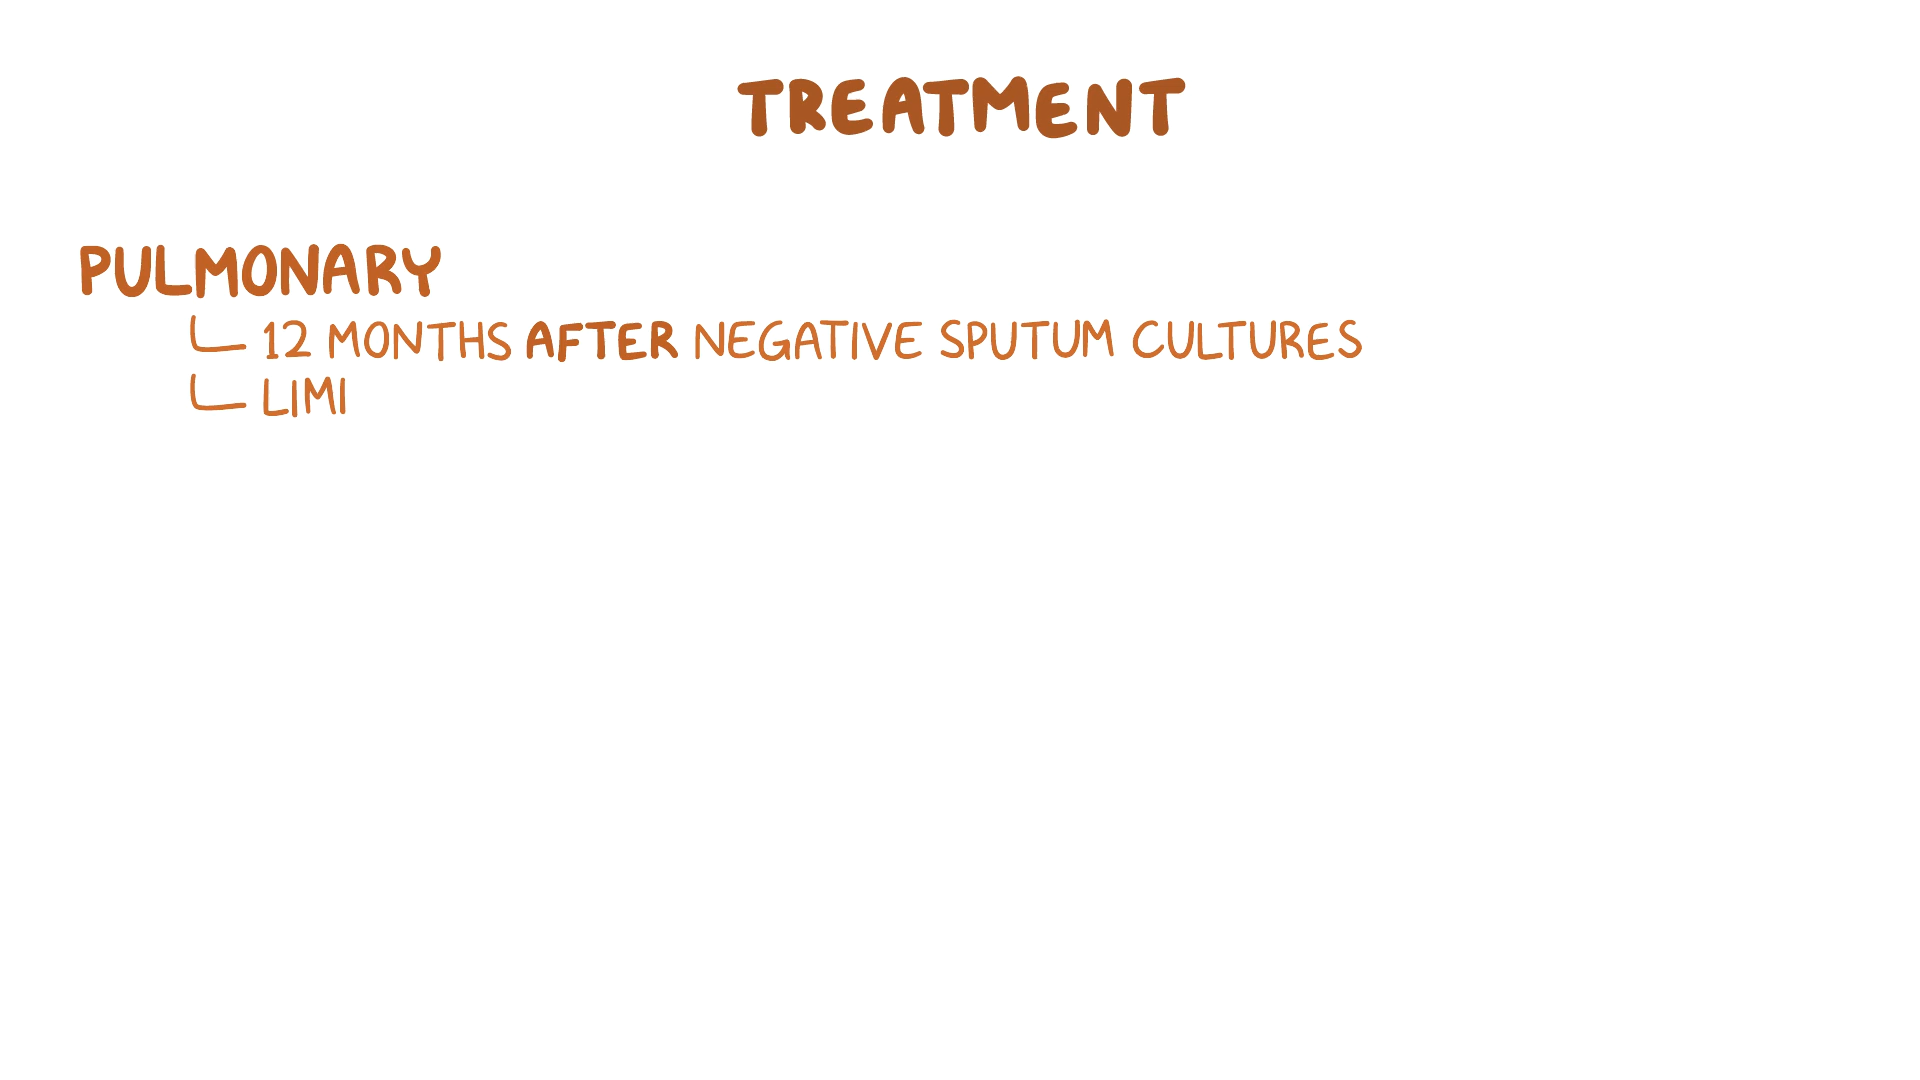 TREATMENT
PULMONARY
12 MONTHS AFTER NEGATIVE SPUTUM CULTURES
LIMI